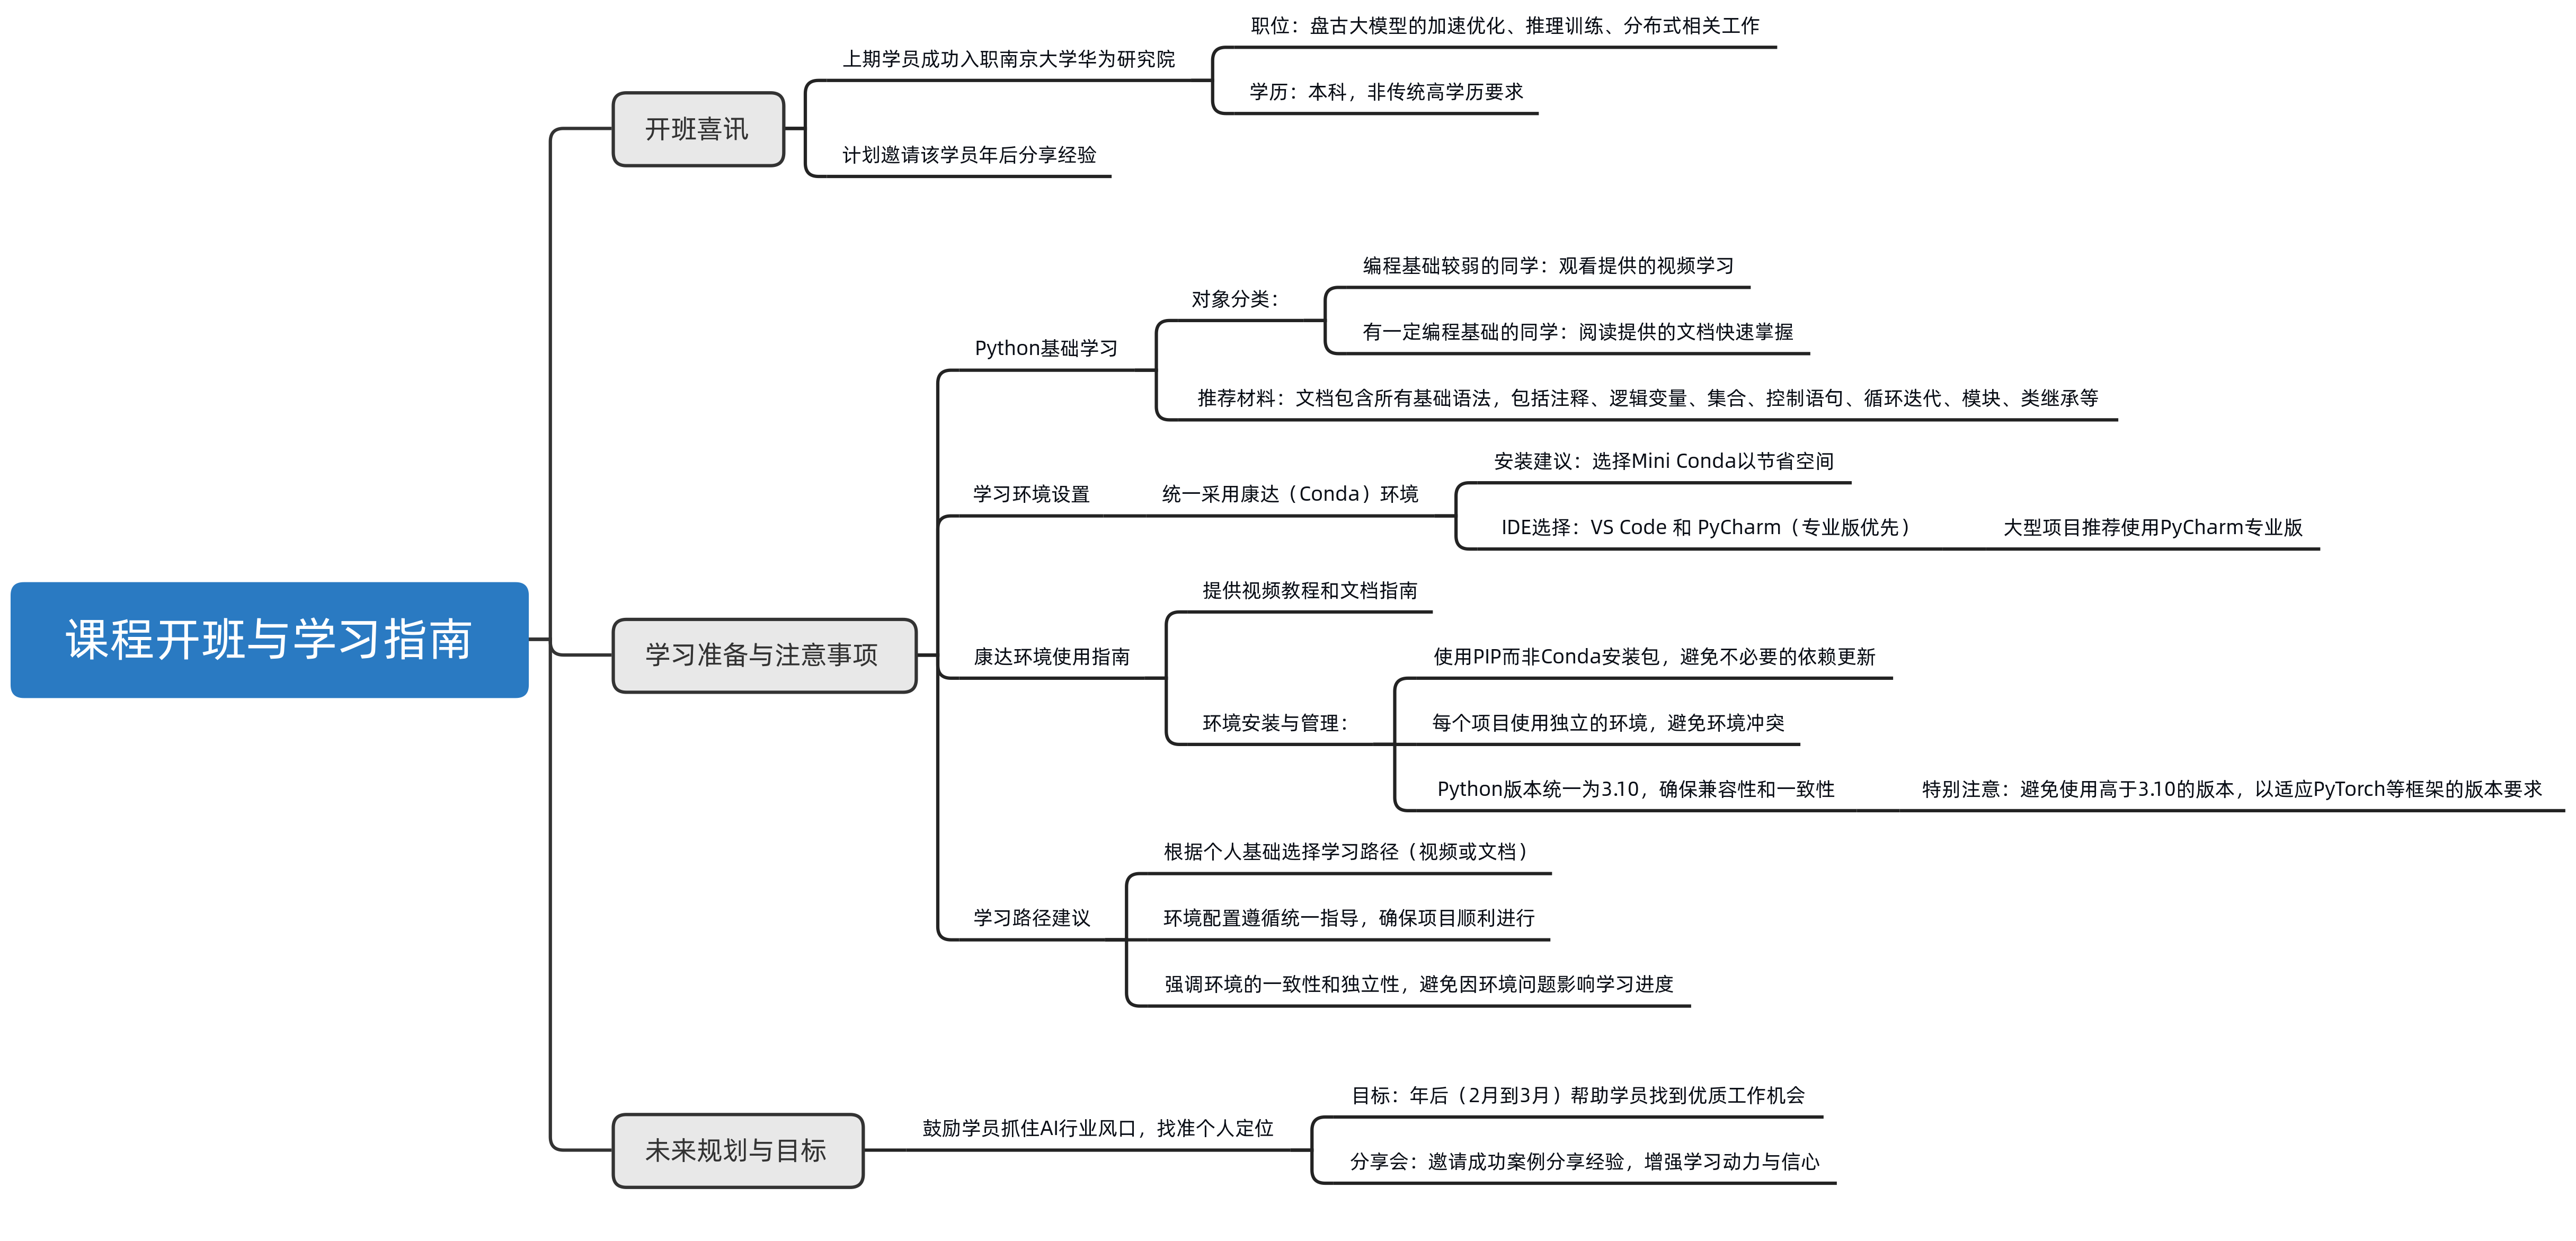 课程开班与学习指南
开班喜讯
上期学员成功入职南京大学华为研究院
职位：盘古大模型的加速优化、推理训练、分布式相关工作
学历：本科，非传统高学历要求
计划邀请该学员年后分享经验
学习准备与注意事项
Python基础学习
对象分类：
编程基础较弱的同学：观看提供的视频学习
有一定编程基础的同学：阅读提供的文档快速掌握
推荐材料：文档包含所有基础语法，包括注释、逻辑变量、集合、控制语句、循环迭代、模块、类继承等
学习环境设置
统一采用康达（Conda）环境
安装建议：选择Mini Conda以节省空间
IDE选择：VS Code 和 PyCharm（专业版优先）
大型项目推荐使用PyCharm专业版
康达环境使用指南
提供视频教程和文档指南
环境安装与管理：
使用PIP而非Conda安装包，避免不必要的依赖更新
每个项目使用独立的环境，避免环境冲突
Python版本统一为3.10，确保兼容性和一致性
特别注意：避免使用高于3.10的版本，以适应PyTorch等框架的版本要求
学习路径建议
根据个人基础选择学习路径（视频或文档）
环境配置遵循统一指导，确保项目顺利进行
强调环境的一致性和独立性，避免因环境问题影响学习进度
未来规划与目标
鼓励学员抓住AI行业风口，找准个人定位
目标：年后（2月到3月）帮助学员找到优质工作机会
分享会：邀请成功案例分享经验，增强学习动力与信心